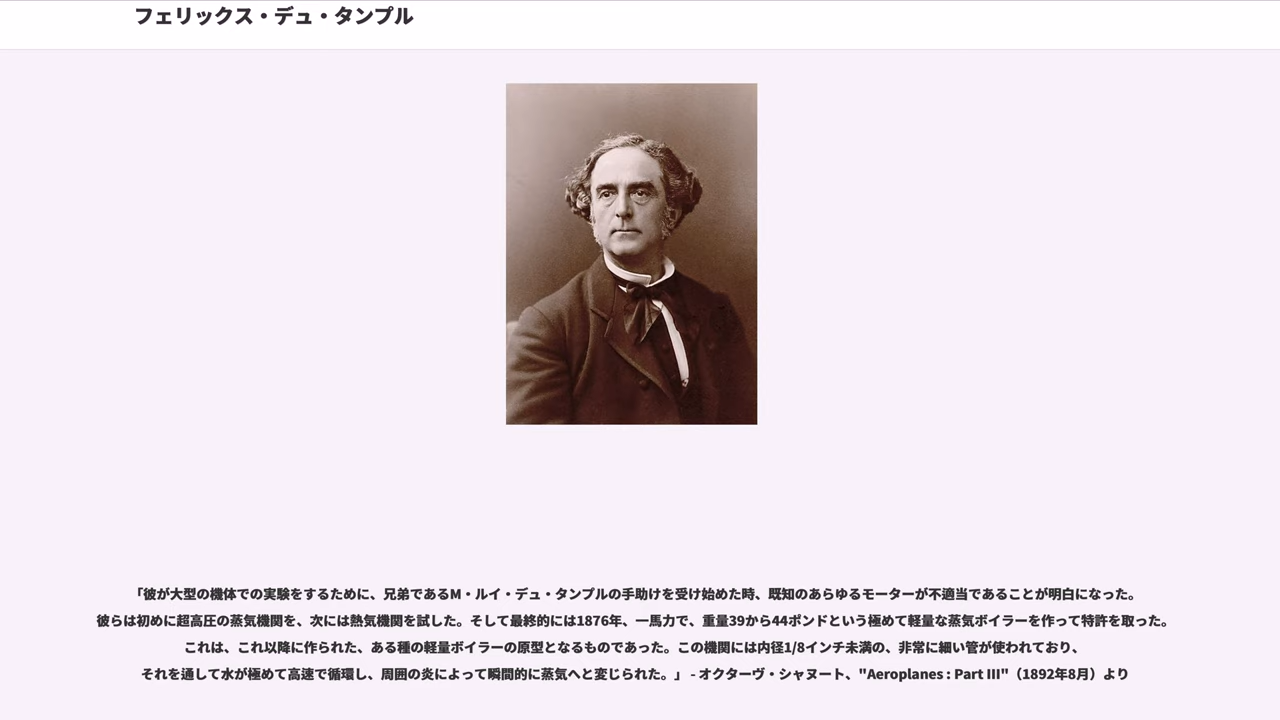 フェリックス・デュ・タンプル
「彼が大型の機体での実験をするために、兄弟であるM・ルイ・デュ・タンプルの手助けを受け始めた時、既知のあらゆるモーターが不適当であることが明白になった。
彼らは初めに超高圧の蒸気機関を、次には熱気機関を試した。そして最終的には1876年、一馬力で、重量39から44ポンドという極めて軽量な蒸気ボイラーを作って特許を取った。
これは、これ以降に作られた、ある種の軽量ボイラーの原型となるものであった。この機関には内径1/8インチ未満の、非常に細い管が使われており、
それを通して水が極めて高速で循環し、周囲の炎によって瞬間的に蒸気へと変じられた。」 - オクターヴ・シャヌート、"Aeroplanes : Part III"（1892年8月）より